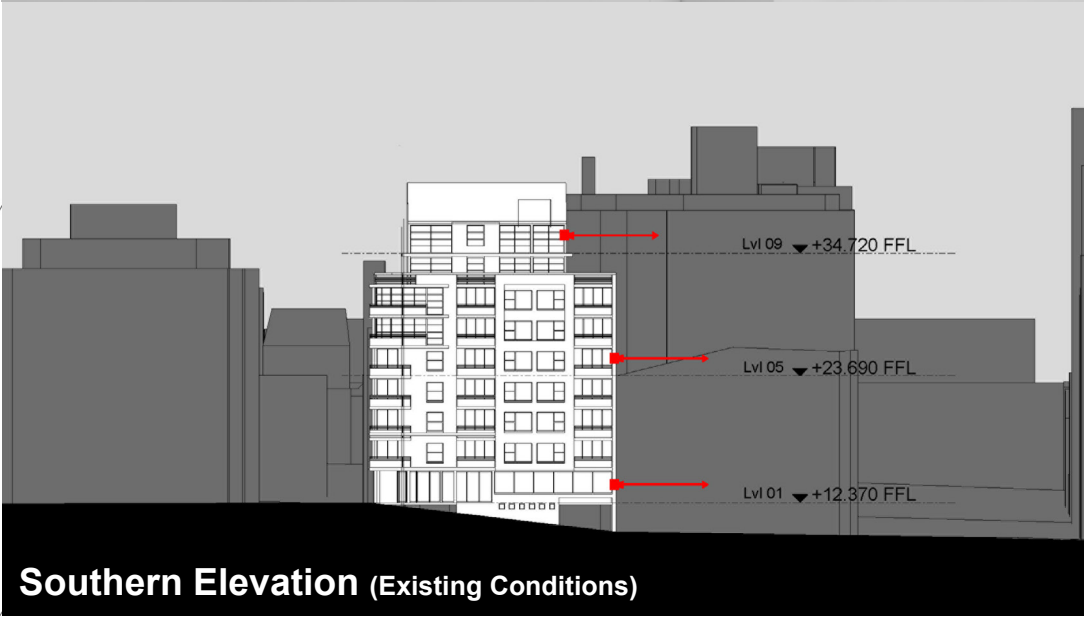 Lvl 09 +34.720 FFL
Lvl 05 +23.690 FFL
Lvl 01 +12.370 FFL
Southern Elevation (Existing Conditions)